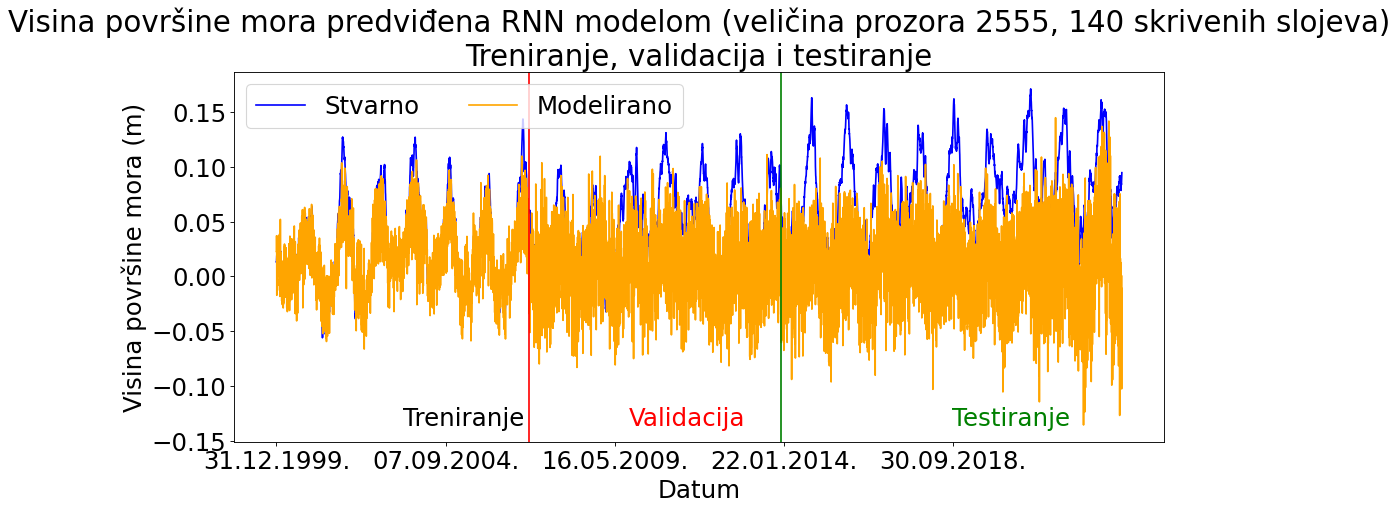 Visina površine mora predviđena RNN modelom (veličina prozora 2555, 140 skrivenih slojeva)
Treniranje, validacija i testiranje
Stvarno
Modelirano
Visina površine mora (m)
0.15
0.10
0.05
0.00
−0.05
−0.10
−0.15
Treniranje
Validacija
Testiranje
31.12.1999.
07.09.2004.
16.05.2009.
22.01.2014.
30.09.2018.
Datum